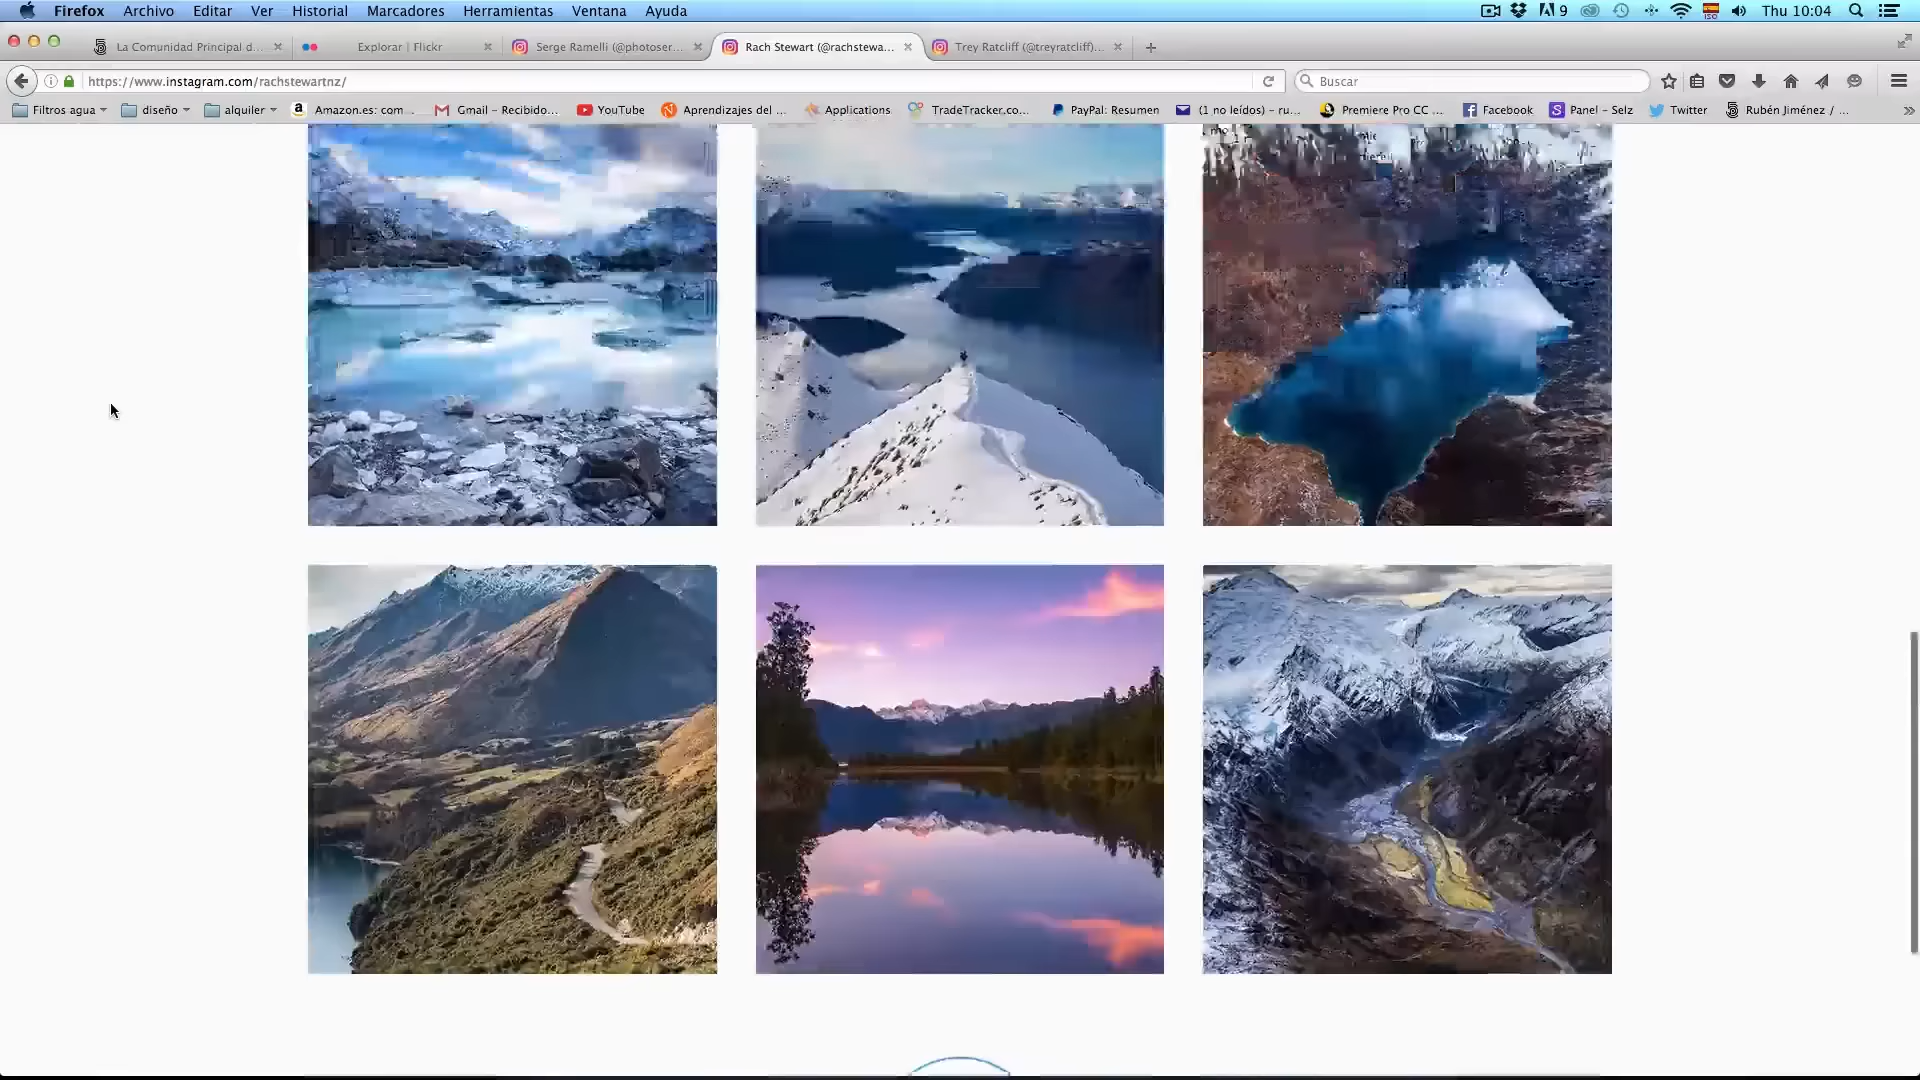 Firefox Archivo Editar Ver Historial Marcadores Herramientas Ventana Ayuda 9 ISO Thu 10:04
La Comunidad Principal d... Explorar | Flickr Serge Ramelli (@photoser... Rach Stewart (@rachstewa... Trey Ratcliff (@treyratcliff)...
https://www.instagram.com/rachstewartnz/ Buscar
Filtros agua diseño alquiler Amazon.es: com... Gmail – Recibido... YouTube Aprendizajes del ... Applications TradeTracker.co... PayPal: Resumen (1 no leídos) – ru... Premiere Pro CC ... Facebook Panel – Selz Twitter Rubén Jiménez / ...